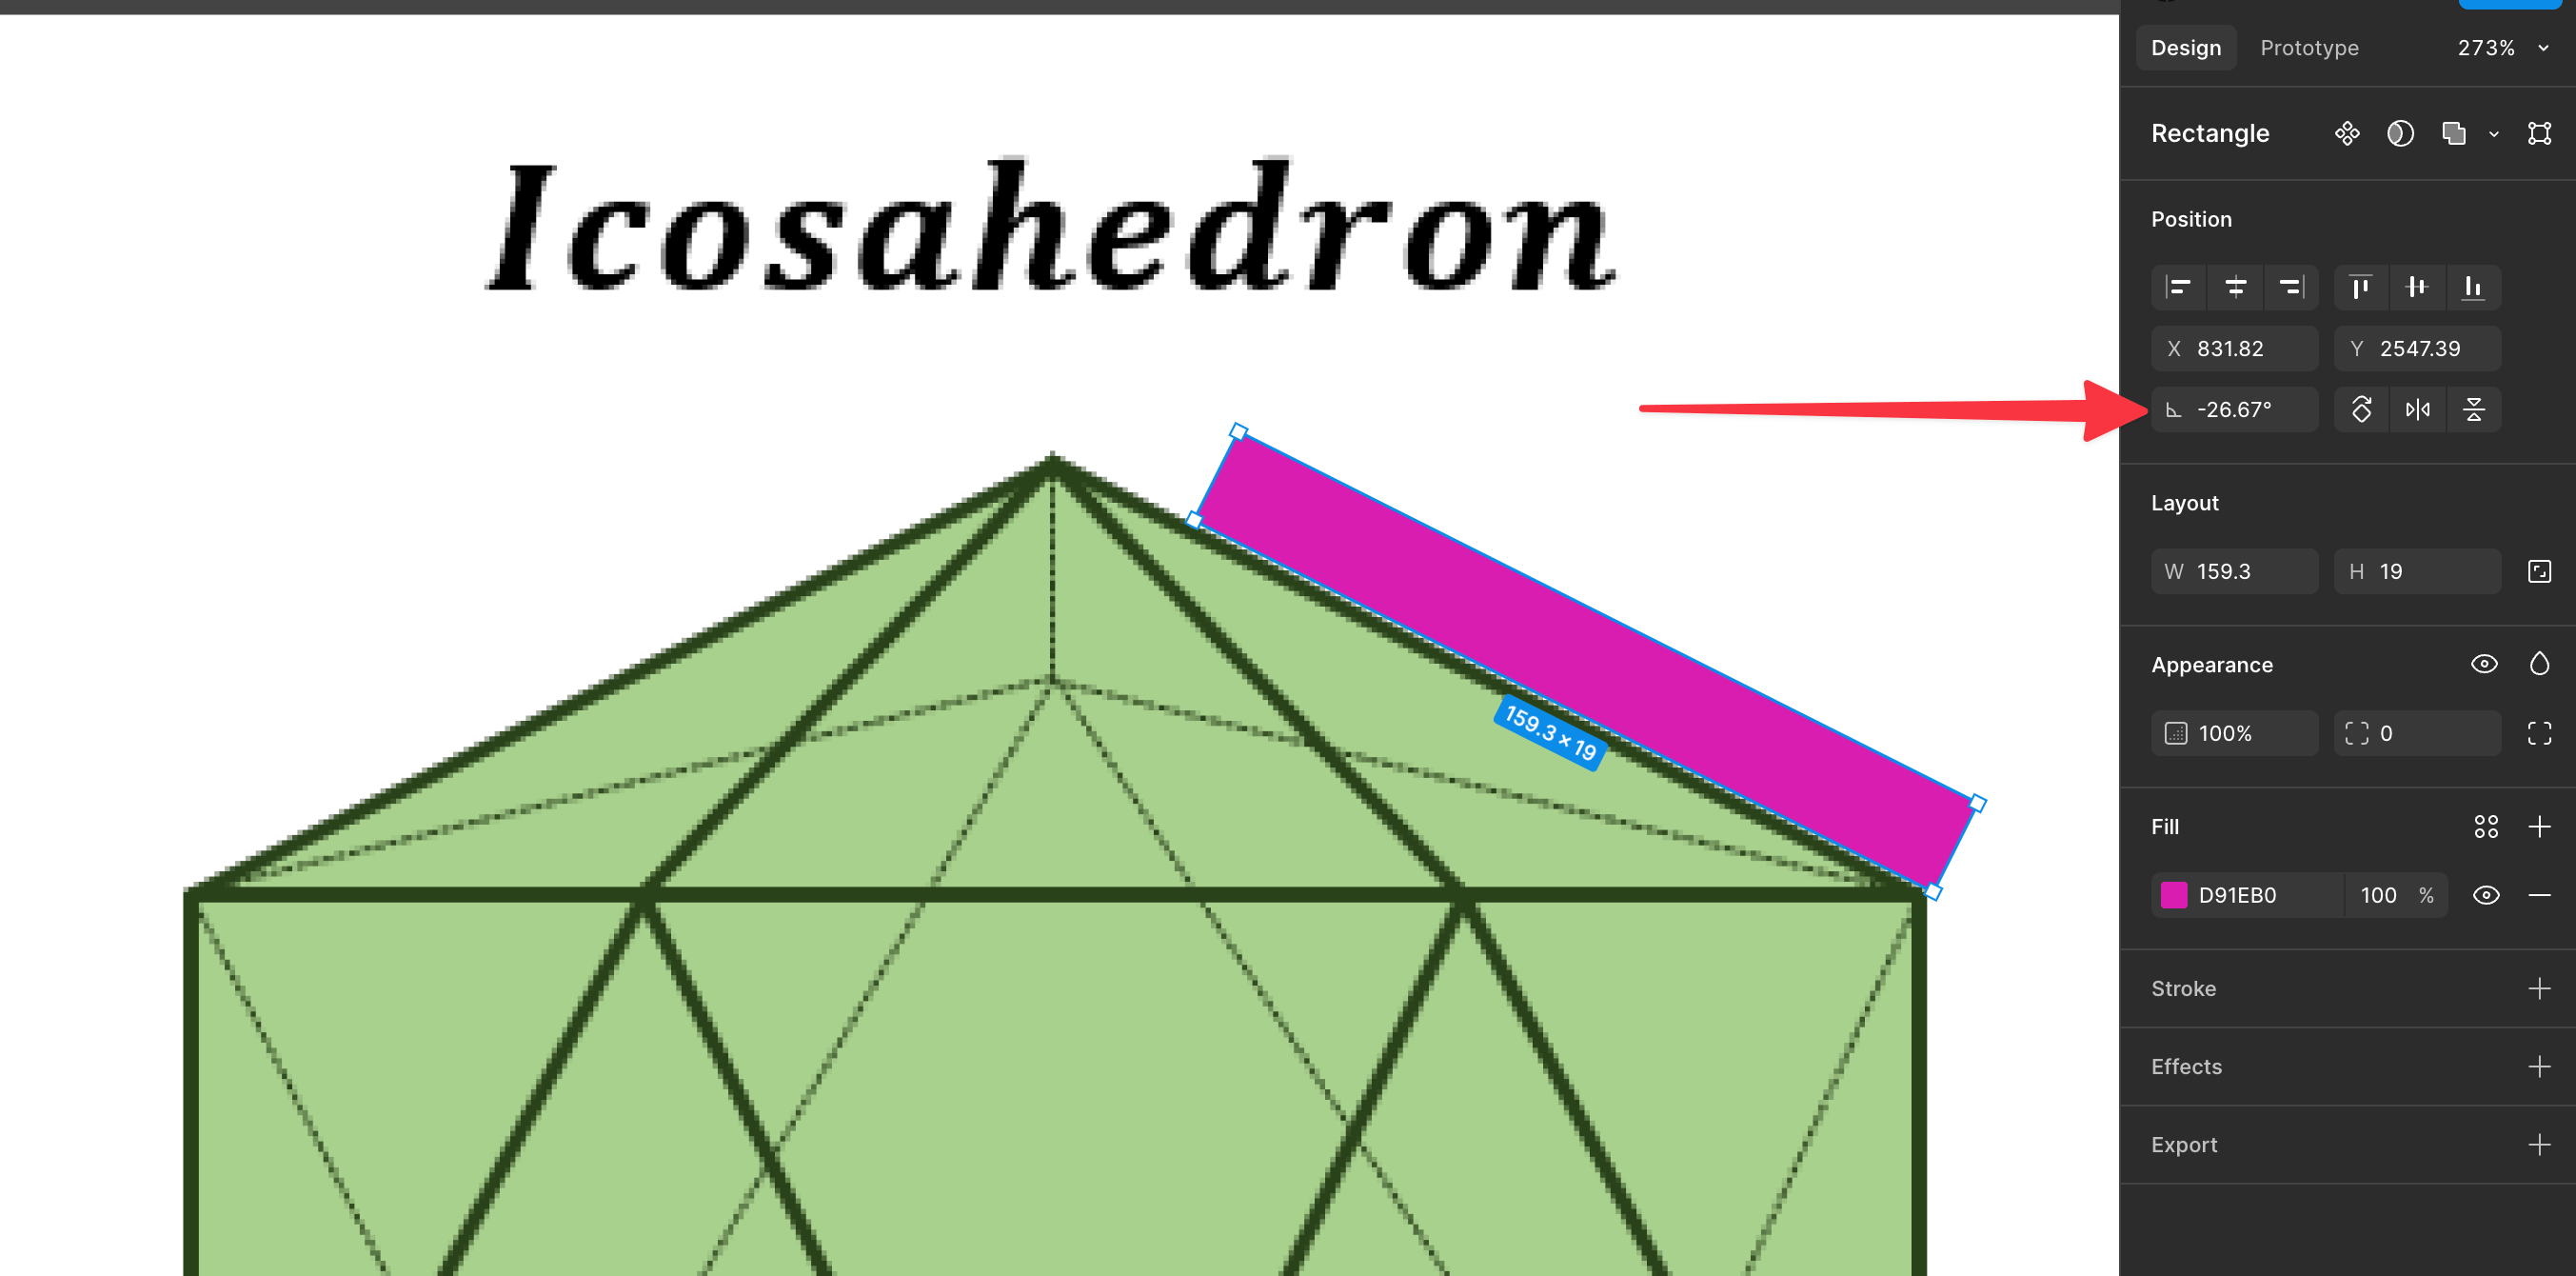 Design Prototype 273%
Icosahedron
Rectangle
Position
X 831.82 Y 2547.39
-26.67°
Layout
W 159.3 H 19
159.3 × 19
Appearance
100% 0
Fill
D91EB0 100 %
Stroke
Effects
Export